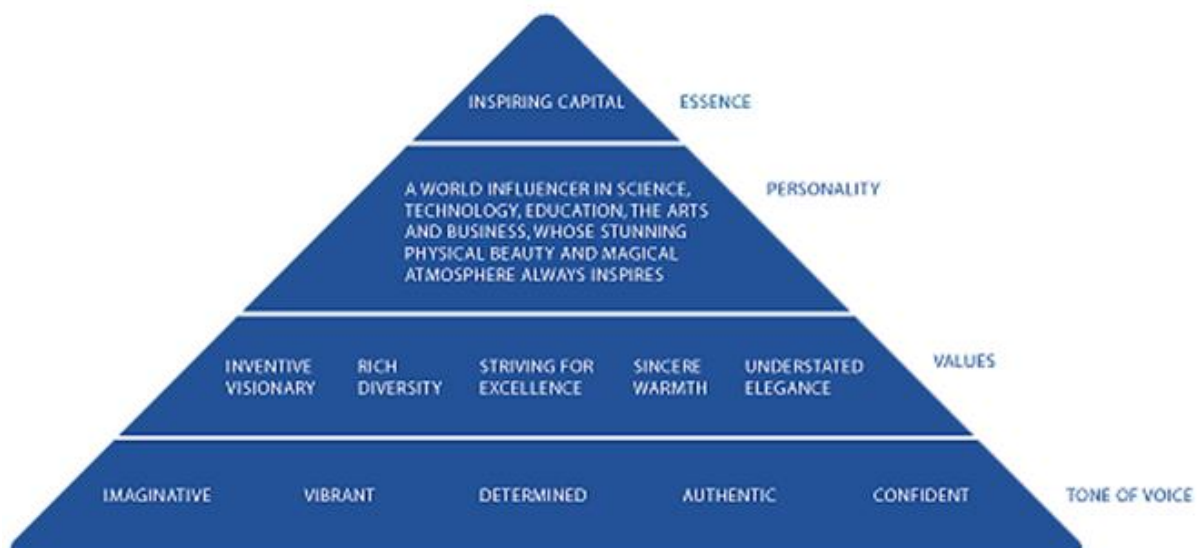 INSPIRING CAPITAL
ESSENCE
A WORLD INFLUENCER IN SCIENCE,
TECHNOLOGY, EDUCATION, THE ARTS
AND BUSINESS, WHOSE STUNNING
PHYSICAL BEAUTY AND MAGICAL
ATMOSPHERE ALWAYS INSPIRES
PERSONALITY
INVENTIVE
VISIONARY
RICH
DIVERSITY
STRIVING FOR
EXCELLENCE
SINCERE
WARMTH
UNDERSTATED
ELEGANCE
VALUES
IMAGINATIVE
VIBRANT
DETERMINED
AUTHENTIC
CONFIDENT
TONE OF VOICE